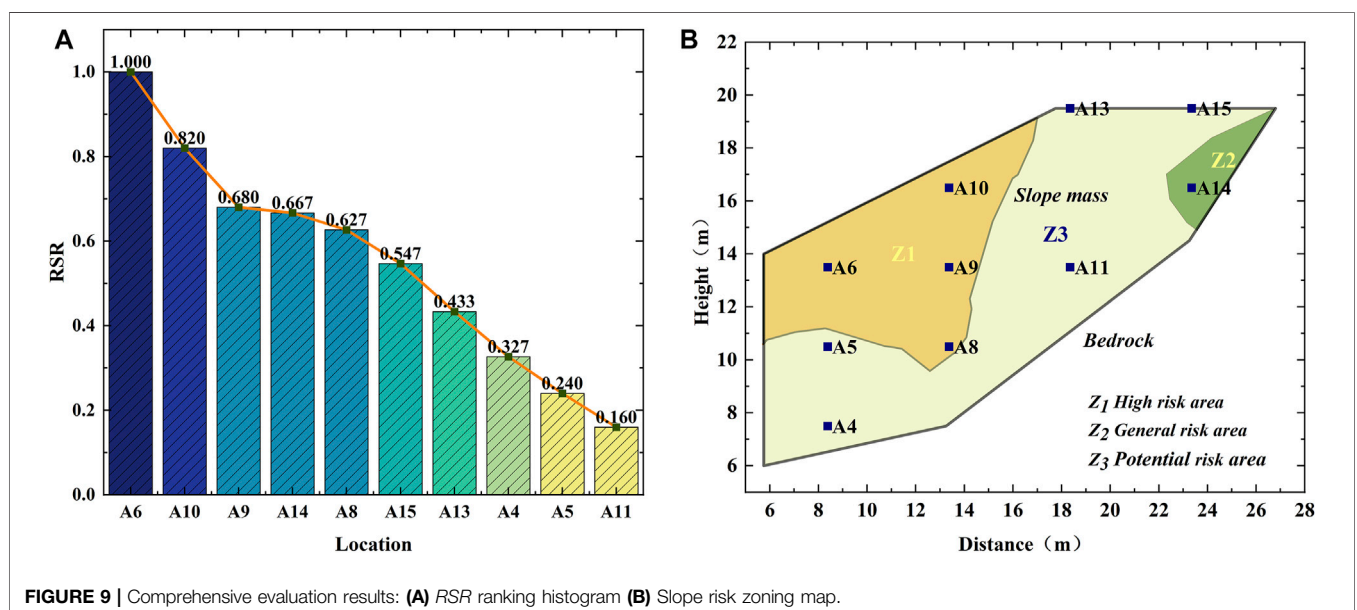 A
1.000
0.820
0.680
0.667
0.627
0.547
0.433
0.327
0.240
0.160
1.0
0.8
0.6
0.4
0.2
0.0
RSR
A6 A10 A9 A14 A8 A15 A13 A4 A5 A11
Location
B
22
20
18
16
14
12
10
8
6
Height（m）
A13
A15
Z2
A10
A14
Slope mass
Z3
Z1
A6
A9
A11
A5
A8
Bedrock
A4
Z1 High risk area
Z2 General risk area
Z3 Potential risk area
6 8 10 12 14 16 18 20 22 24 26 28
Distance（m）
FIGURE 9 | Comprehensive evaluation results: (A) RSR ranking histogram (B) Slope risk zoning map.